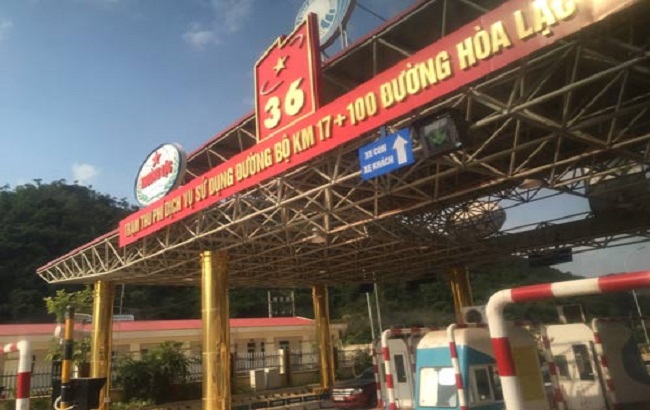 36
TRẠM THU PHÍ DỊCH VỤ SỬ DỤNG ĐƯỜNG BỘ KM 17+100 ĐƯỜNG HÒA LẠC
XE CON
XE KHÁCH